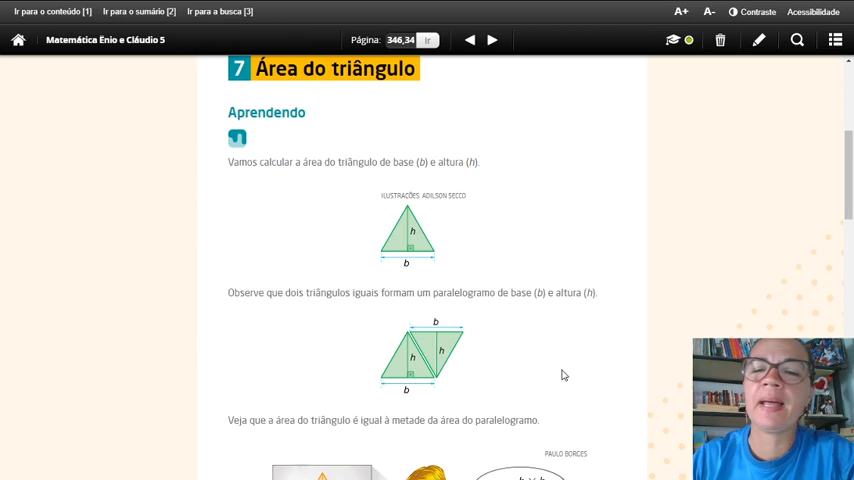 Ir para o conteúdo [1] Ir para o sumário [2] Ir para a busca [3] A+ A- Contraste Acessibilidade
Matemática Ênio e Cláudio 5 Página: 346,34 Ir
7 Área do triângulo
Aprendendo
Vamos calcular a área do triângulo de base (b) e altura (h).
ILUSTRAÇÕES: ADILSON SECCO
h
b
Observe que dois triângulos iguais formam um paralelogramo de base (b) e altura (h).
b
h
h
b
Veja que a área do triângulo é igual à metade da área do paralelogramo.
PAULO BORGES